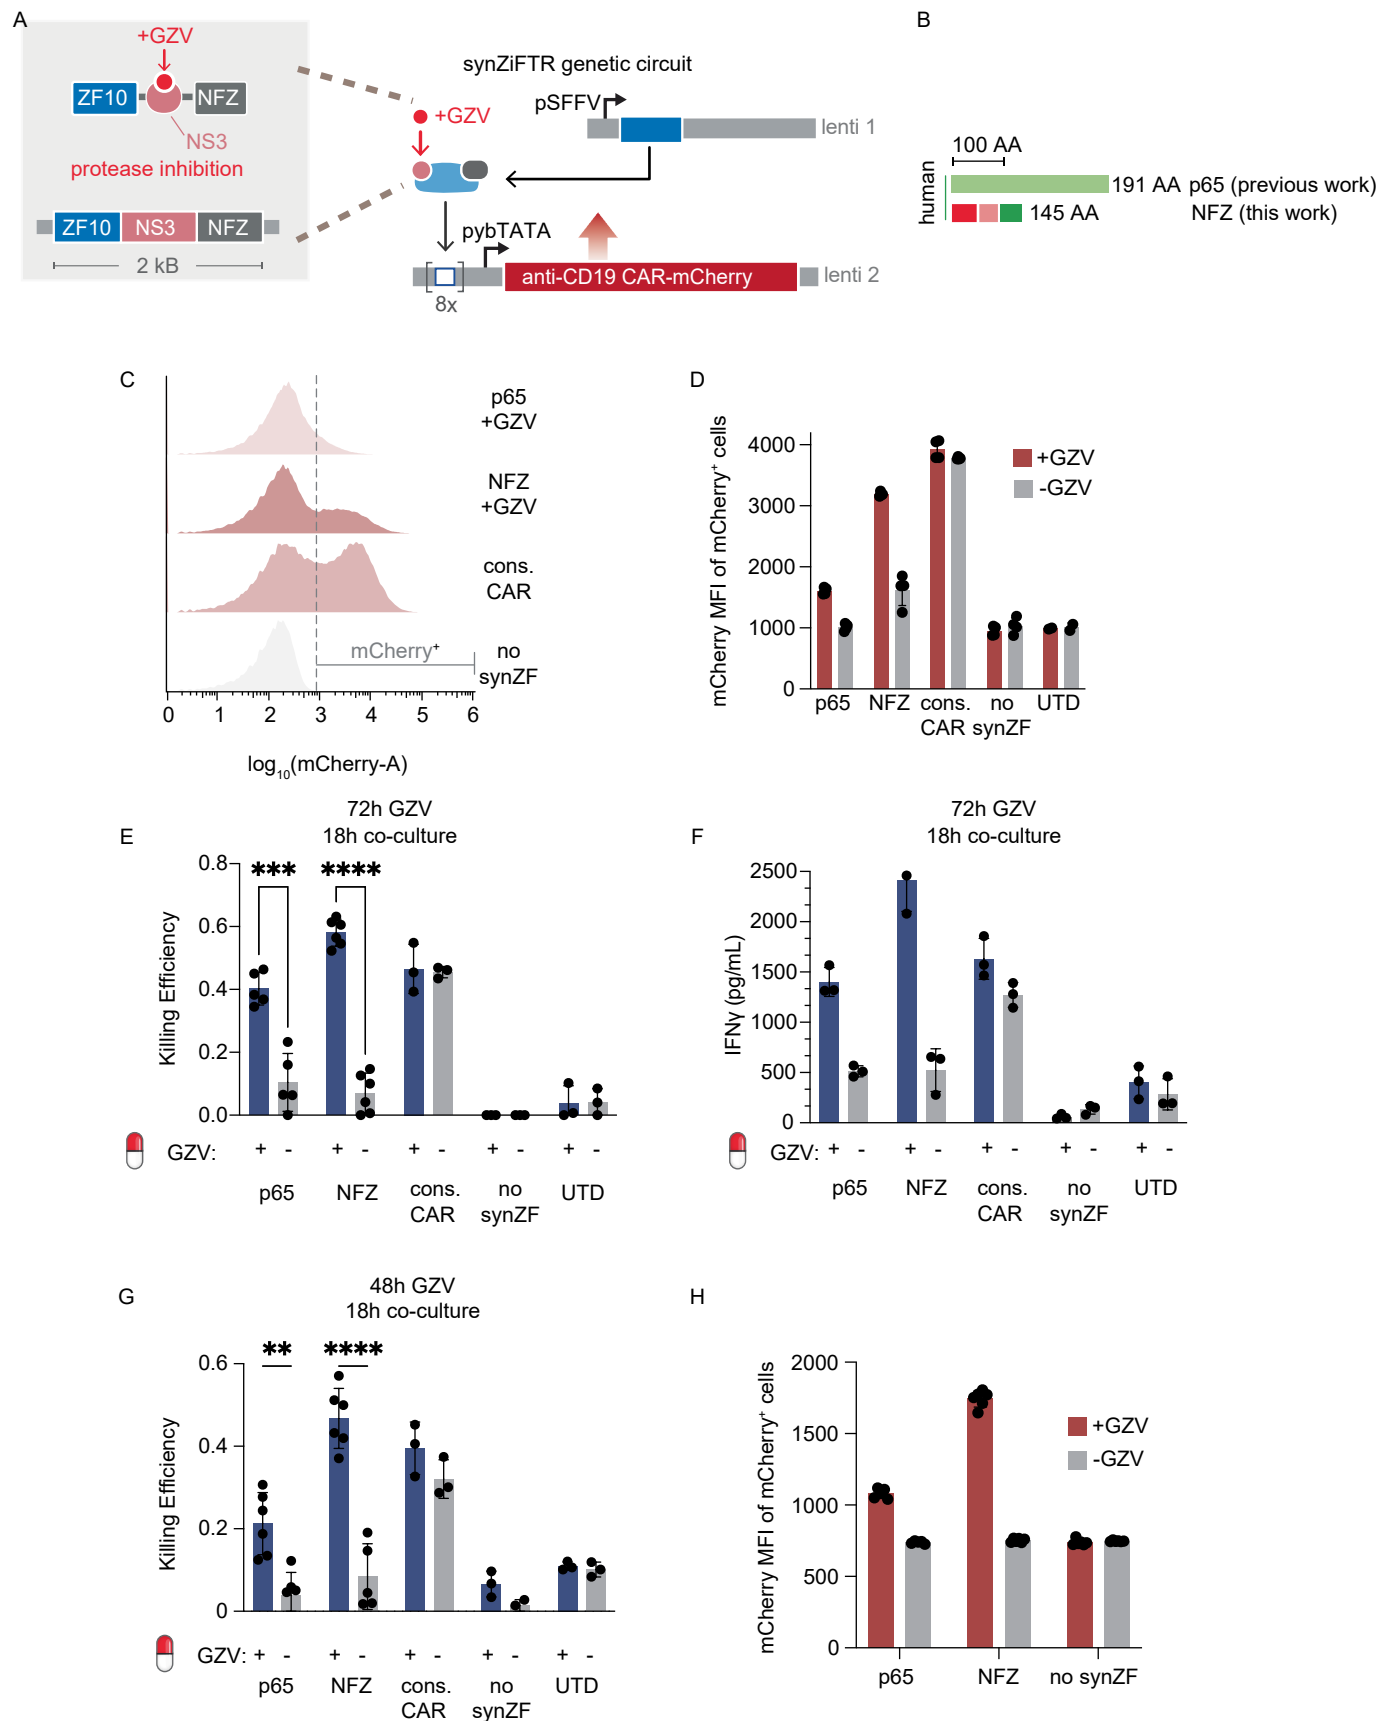 A
+GZV
ZF10
NFZ
NS3
protease inhibition
ZF10
NS3
NFZ
2 kB
synZiFTR genetic circuit
pSFFV
lenti 1
+GZV
pybTATA
anti-CD19 CAR-mCherry
lenti 2
8x
B
human
100 AA
191 AA p65 (previous work)
145 AA NFZ (this work)
C
p65
+GZV
NFZ
+GZV
cons.
CAR
mCherry+
no
synZF
0 1 2 3 4 5 6
log10(mCherry-A)
D
mCherry MFI of mCherry+ cells
4000
3000
2000
1000
0
+GZV
-GZV
p65 NFZ cons. no UTD
CAR synZF
E
72h GZV
18h co-culture
Killing Efficiency
0.8
0.6
0.4
0.2
0.0
*** ****
GZV: + - + - + - + - + -
p65 NFZ cons. no UTD
CAR synZF
F
72h GZV
18h co-culture
IFNγ (pg/mL)
2500
2000
1500
1000
500
0
GZV: + - + - + - + - + -
p65 NFZ cons. no UTD
CAR synZF
G
48h GZV
18h co-culture
Killing Efficiency
0.6
0.4
0.2
0
** ****
GZV: + - + - + - + - + -
p65 NFZ cons. no UTD
CAR synZF
H
mCherry MFI of mCherry+ cells
2000
1500
1000
500
0
+GZV
-GZV
p65 NFZ no synZF